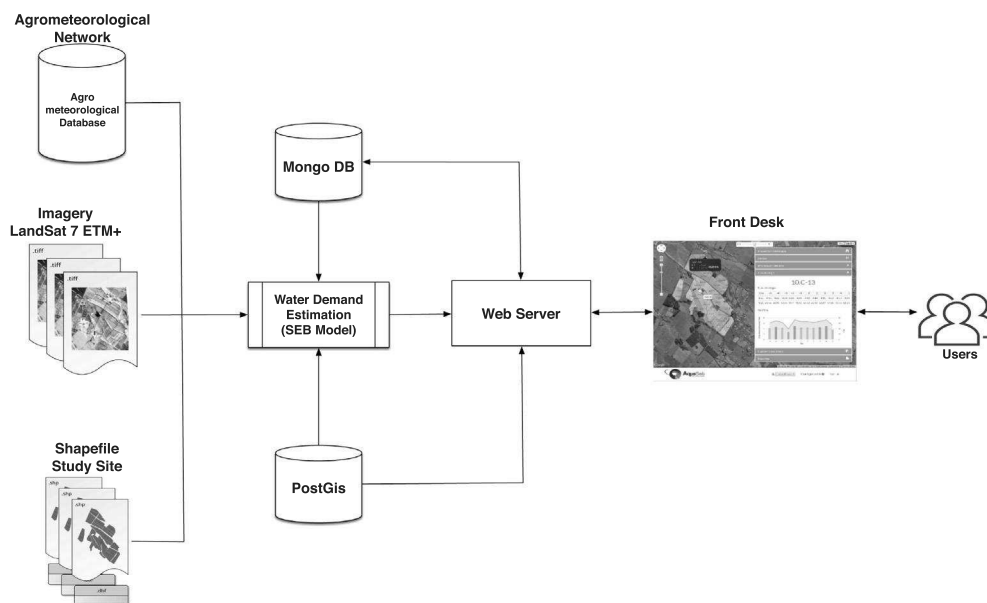 Agrometeorological
Network
Agro
meteorological
Database
Imagery
LandSat 7 ETM+
.tiff
.tiff
.tiff
Shapefile
Study Site
.shp
.shp
.shp
.dbf
Mongo DB
Water Demand
Estimation
(SEB Model)
PostGis
Web Server
Front Desk
10:C-13
Users